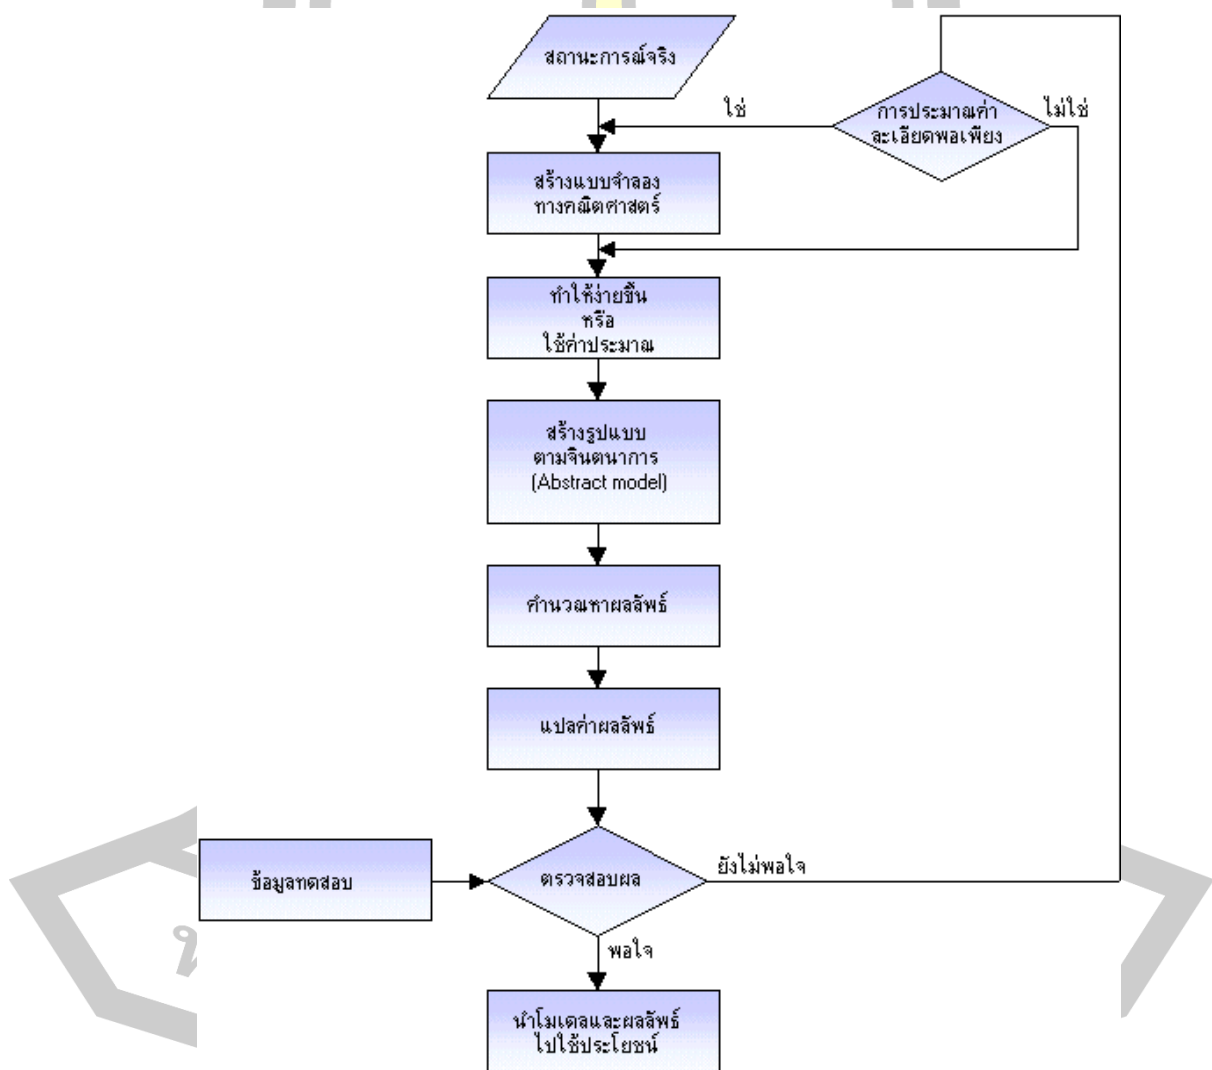 สถานะการณ์จริง
ใช่
การประมาณค่า
ละเอียดพอเพียง
ไม่ใช่
สร้างแบบจำลอง
ทางคณิตศาสตร์
ทำให้ง่ายขึ้น
หรือ
ใช้ค่าประมาณ
สร้างรูปแบบ
ตามจินตนาการ
(Abstract model)
คำนวณหาผลลัพธ์
แปลค่าผลลัพธ์
ข้อมูลทดสอบ
ตรวจสอบผล
ยังไม่พอใจ
พอใจ
นำโมเดลและผลลัพธ์
ไปใช้ประโยชน์